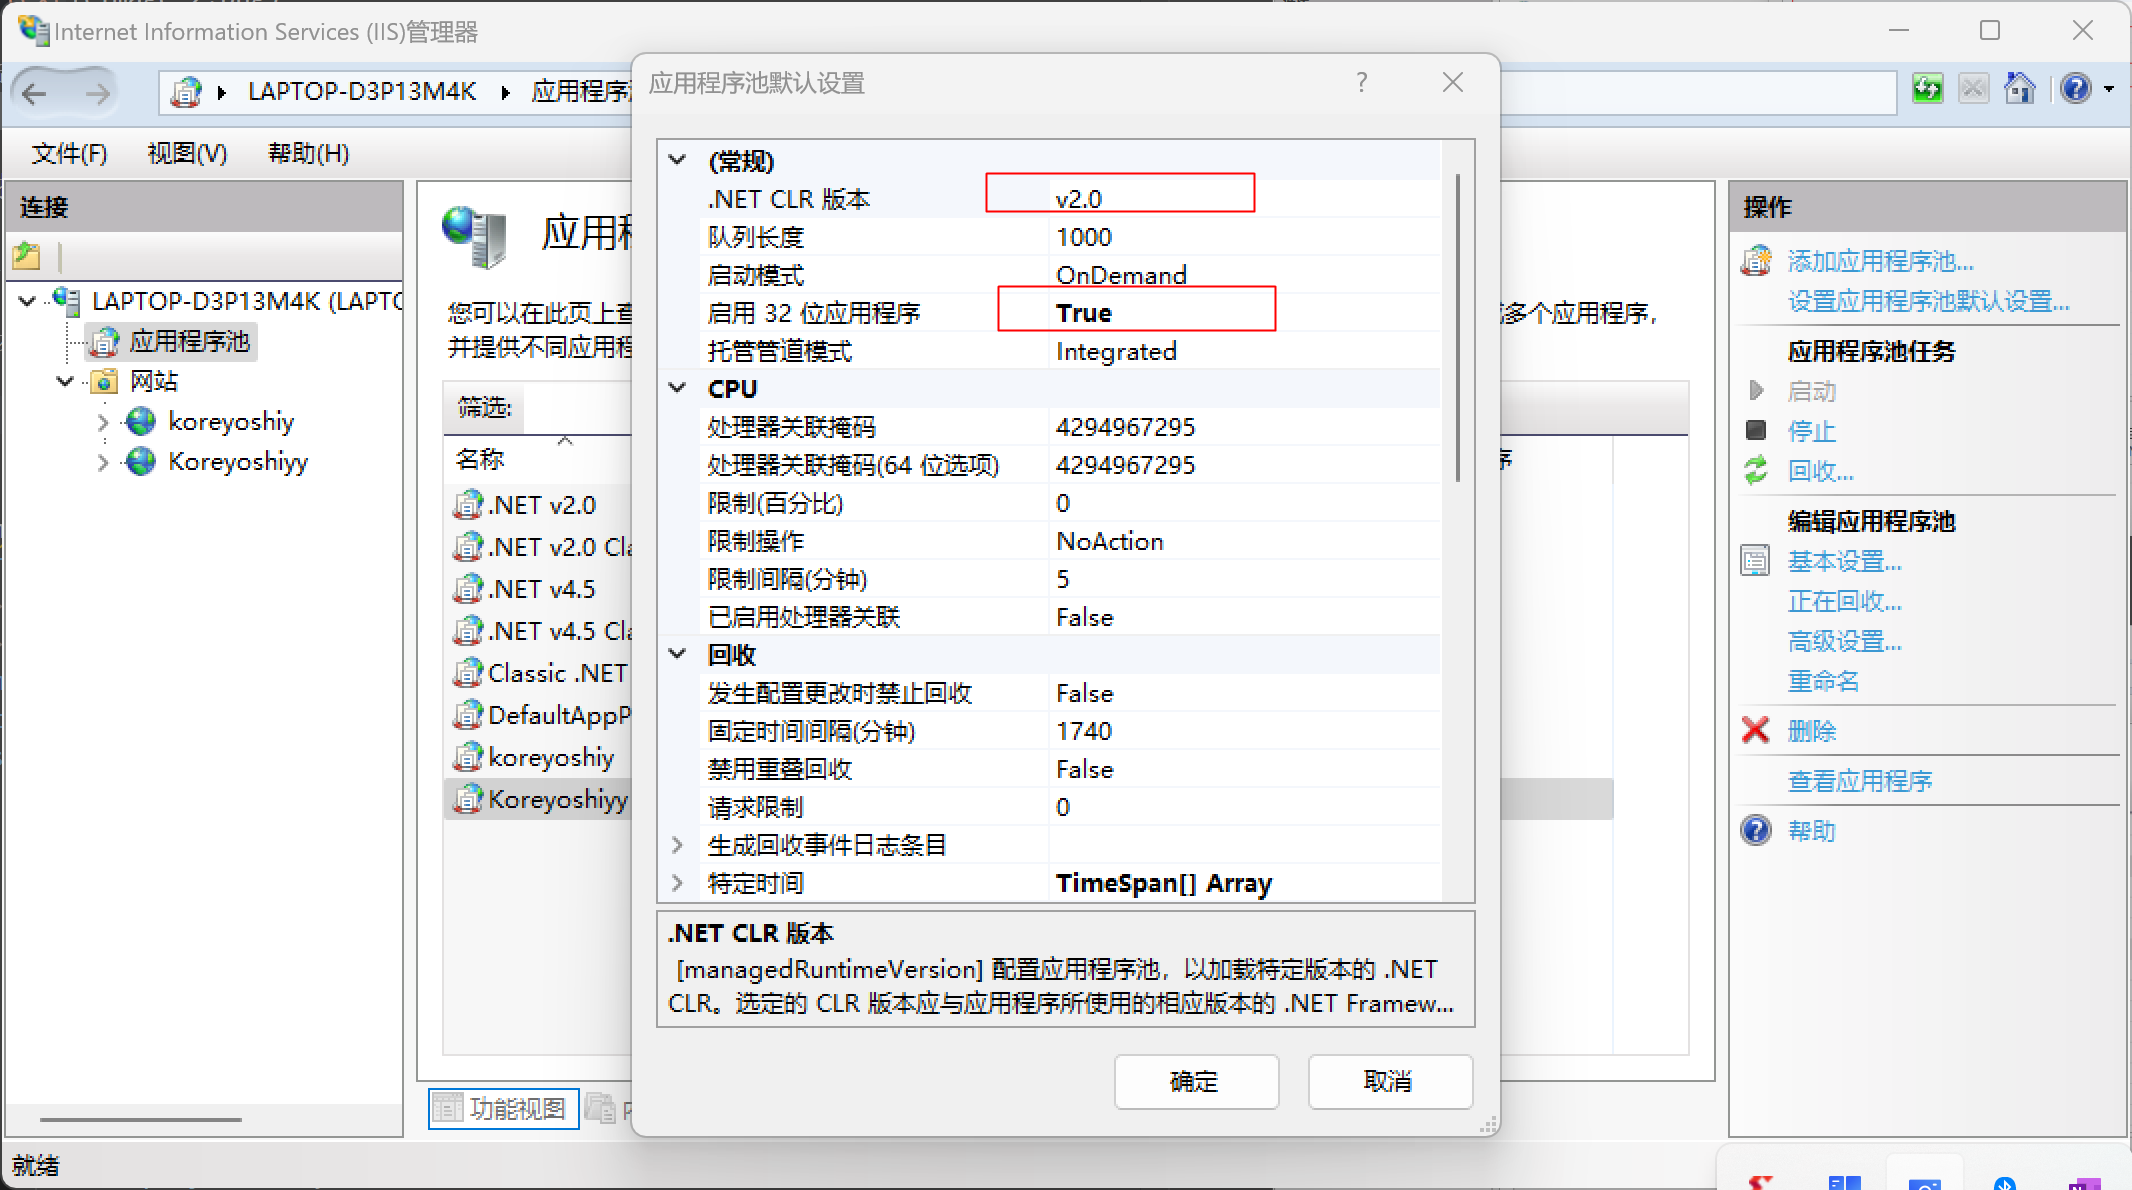 Internet Information Services (IIS)管理器
LAPTOP-D3P13M4K
应用程序
文件(F)
视图(V)
帮助(H)
连接
LAPTOP-D3P13M4K (LAPTO
应用程序池
网站
koreyoshiy
Koreyoshiyy
应用程
您可以在此页上查
多个应用程序,
并提供不同应用程
筛选:
名称
序
.NET v2.0
.NET v2.0 Cla
.NET v4.5
.NET v4.5 Cla
Classic .NET
DefaultAppP
koreyoshiy
Koreyoshiyy
功能视图
应用程序池默认设置
(常规)
.NET CLR 版本 v2.0
队列长度 1000
启动模式 OnDemand
启用 32 位应用程序 True
托管管道模式 Integrated
CPU
处理器关联掩码 4294967295
处理器关联掩码(64 位选项) 4294967295
限制(百分比) 0
限制操作 NoAction
限制间隔(分钟) 5
已启用处理器关联 False
回收
发生配置更改时禁止回收 False
固定时间间隔(分钟) 1740
禁用重叠回收 False
请求限制 0
生成回收事件日志条目
特定时间 TimeSpan[] Array
.NET CLR 版本
[managedRuntimeVersion] 配置应用程序池，以加载特定版本的 .NET
CLR。选定的 CLR 版本应与应用程序所使用的相应版本的 .NET Framew...
确定
取消
操作
添加应用程序池...
设置应用程序池默认设置...
应用程序池任务
启动
停止
回收...
编辑应用程序池
基本设置...
正在回收...
高级设置...
重命名
删除
查看应用程序
帮助
就绪